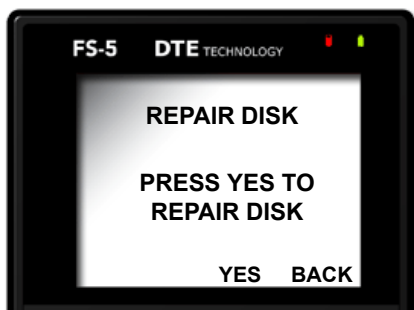 FS-5 DTE TECHNOLOGY
REPAIR DISK
PRESS YES TO
REPAIR DISK
YES BACK